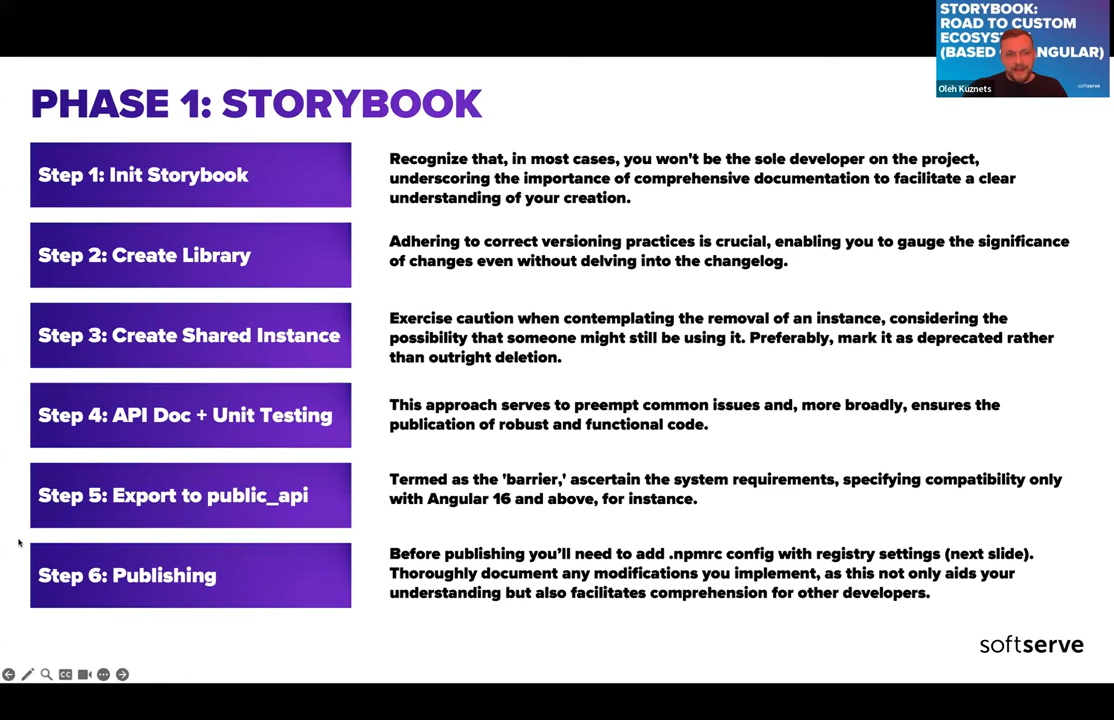 STORYBOOK:
ROAD TO CUSTOM
(BASED
NGULAR)
softserve
Oleh Kuznets
PHASE 1: STORYBOOK
Step 1: Init Storybook
Recognize that, in most cases, you won't be the sole developer on the project,
underscoring the importance of comprehensive documentation to facilitate a clear
understanding of your creation.
Step 2: Create Library
Adhering to correct versioning practices is crucial, enabling you to gauge the significance
of changes even without delving into the changelog.
Step 3: Create Shared Instance
Exercise caution when contemplating the removal of an instance, considering the
possibility that someone might still be using it. Preferably, mark it as deprecated rather
than outright deletion.
Step 4: API Doc + Unit Testing
This approach serves to preempt common issues and, more broadly, ensures the
publication of robust and functional code.
Step 5: Export to public_api
Termed as the 'barrier,' ascertain the system requirements, specifying compatibility only
with Angular 16 and above, for instance.
Step 6: Publishing
Before publishing you’ll need to add .npmrc config with registry settings (next slide).
Thoroughly document any modifications you implement, as this not only aids your
understanding but also facilitates comprehension for other developers.
softserve
CC